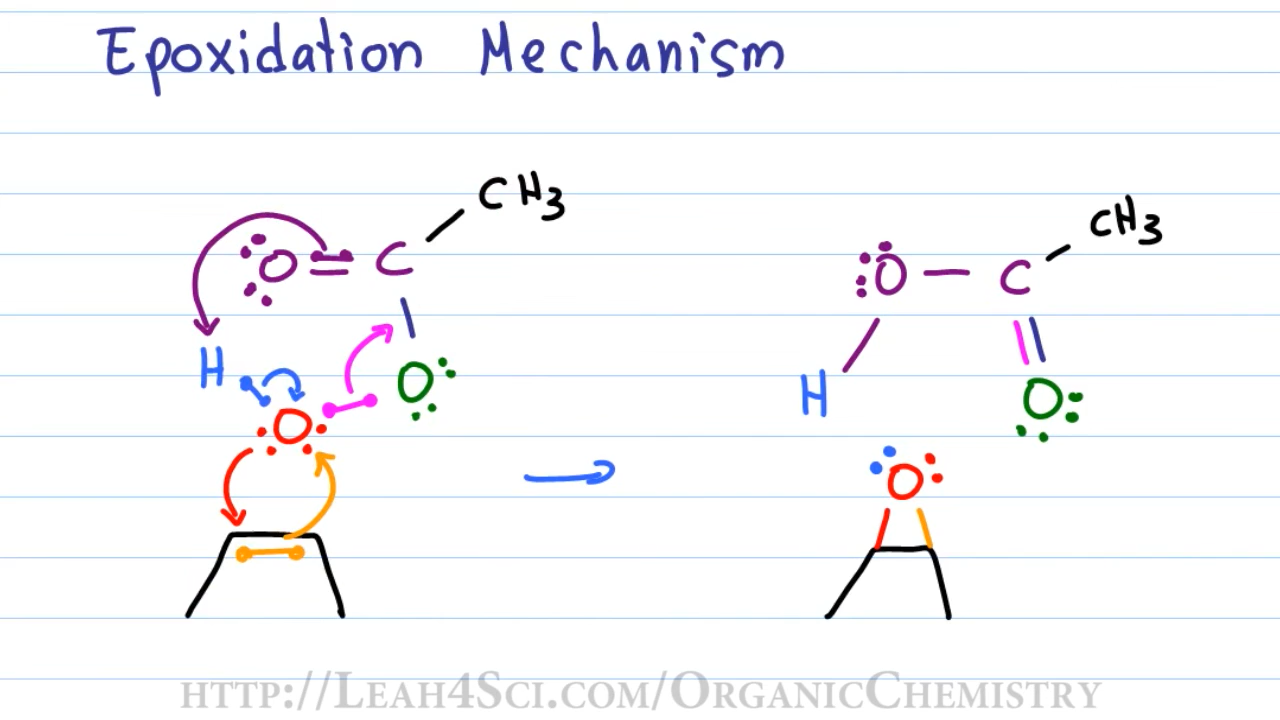 Epoxidation Mechanism
CH3
CH3
O = C
O — C
H
O
H
O
O
O
http://Leah4Sci.com/OrganicChemistry